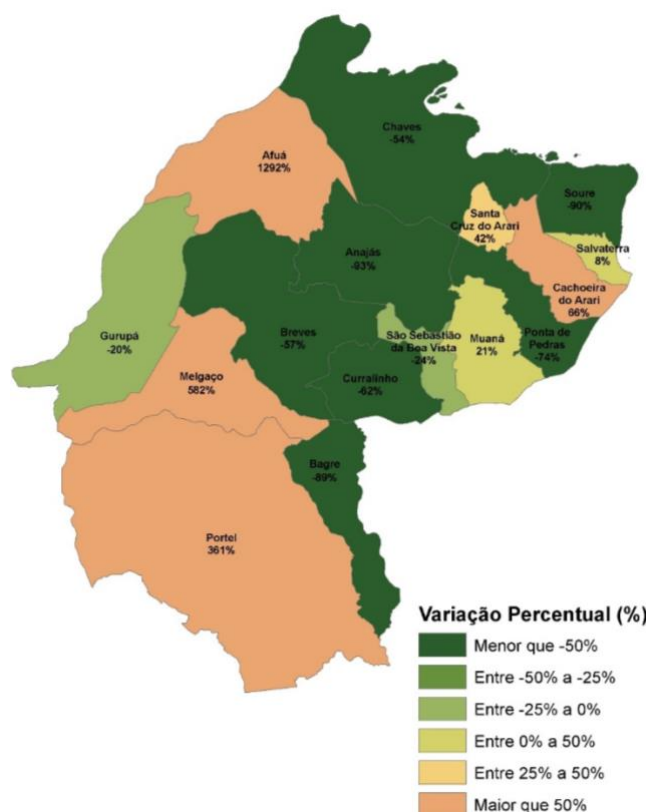 Chaves
-54%
Afuá
1292%
Soure
-90%
Santa
Cruz do Arari
42%
Salvaterra
8%
Anajás
-93%
Cachoeira
do Arari
66%
Gurupá
-20%
Breves
-57%
São Sebastião
da Boa Vista
-24%
Muaná
21%
Ponta de
Pedras
-74%
Melgaço
582%
Curralinho
-62%
Bagre
-89%
Portel
361%
Variação Percentual (%)
Menor que -50%
Entre -50% a -25%
Entre -25% a 0%
Entre 0% a 50%
Entre 25% a 50%
Maior que 50%